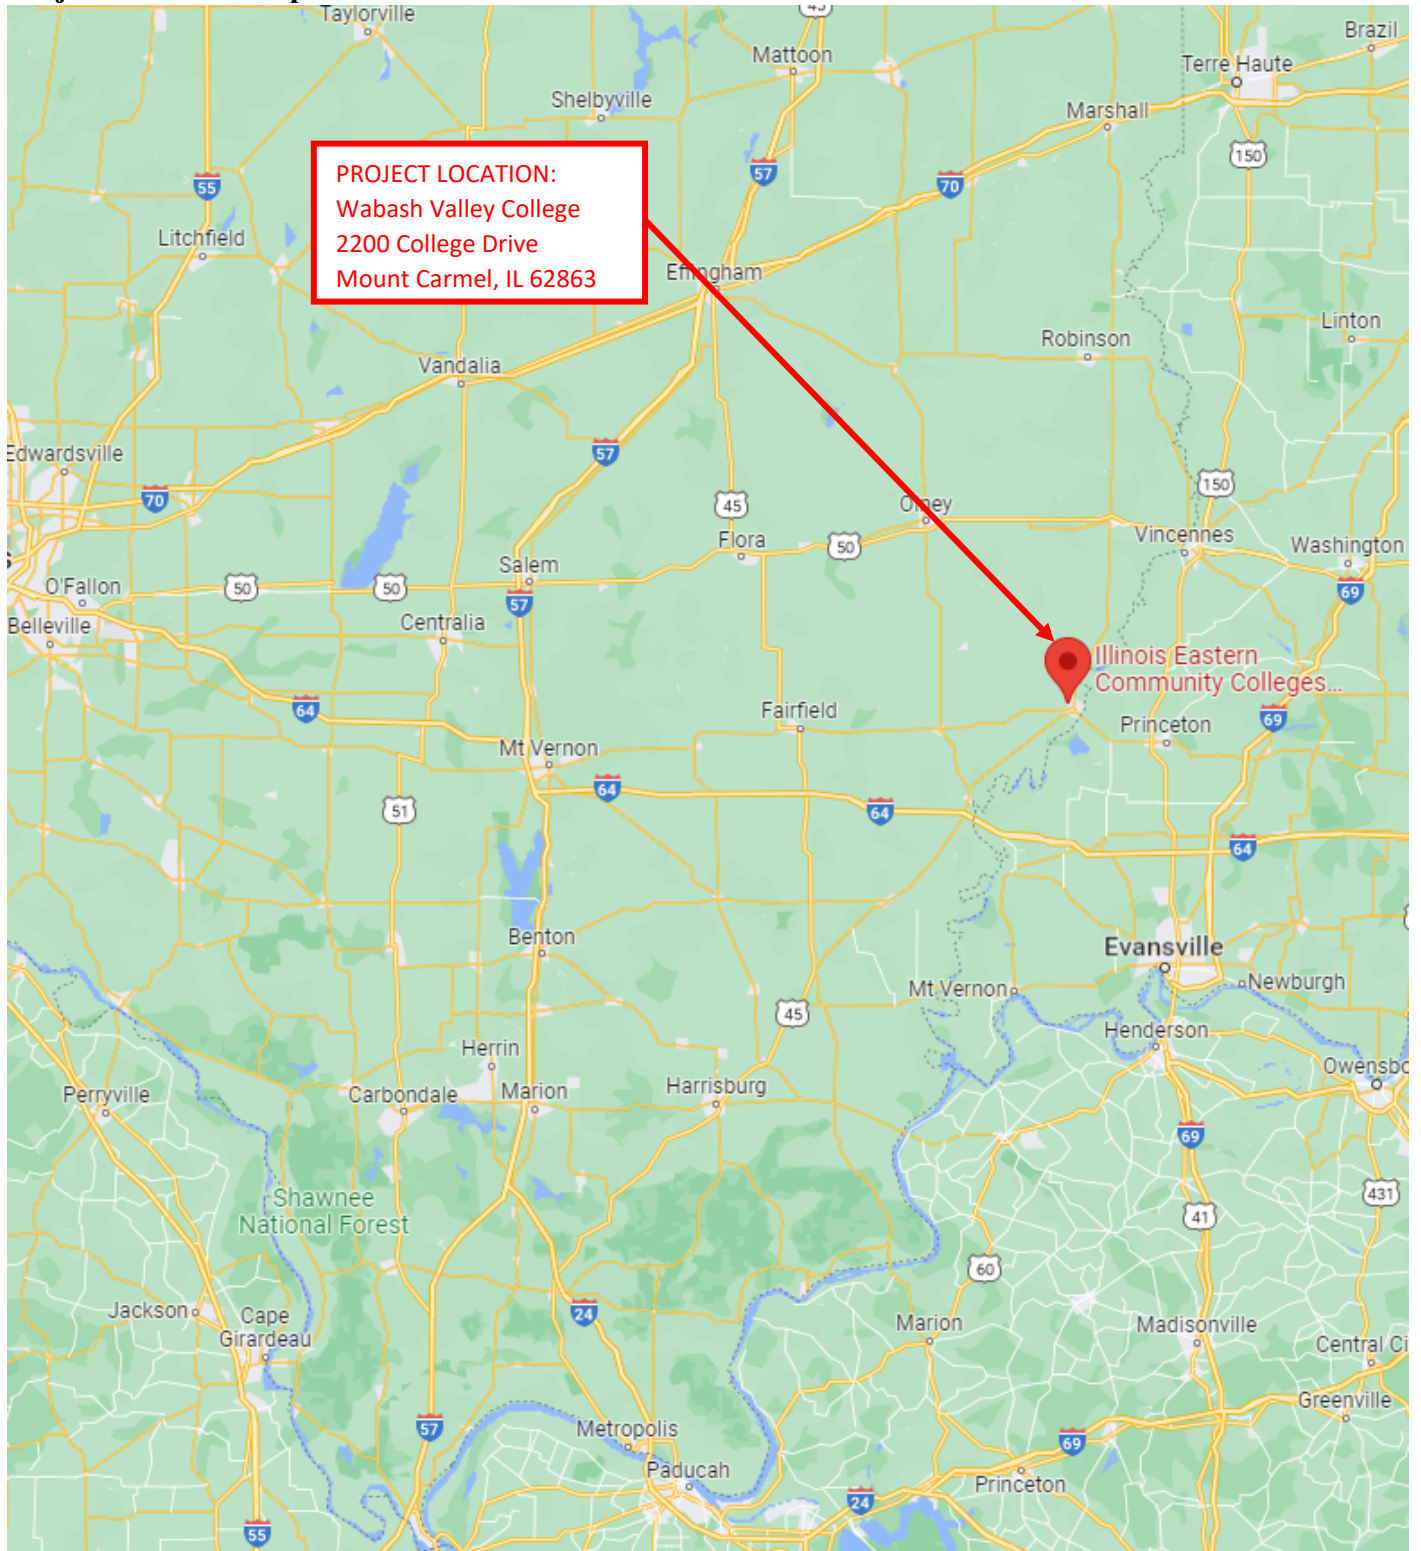 Taylorville
45
Mattoon
Brazil
Terre Haute
Shelbyville
Marshall
150
PROJECT LOCATION:
Wabash Valley College
2200 College Drive
Mount Carmel, IL 62863
57
70
55
Litchfield
Effingham
Linton
Robinson
Vandalia
57
Edwardsville
70
150
45
Olney
Flora
50
Vincennes
Washington
Salem
O'Fallon
50
50
57
69
Belleville
Centralia
Illinois Eastern
Community Colleges...
64
Fairfield
69
Princeton
Mt Vernon
64
51
64
64
Benton
Evansville
Mt Vernon
Newburgh
45
Henderson
Herrin
Owensbo
Perryville
Carbondale
Marion
Harrisburg
69
Shawnee
National Forest
431
41
60
Jackson
Cape
Girardeau
24
Marion
Madisonville
Central Ci
Greenville
57
Metropolis
69
Paducah
Princeton
24
55